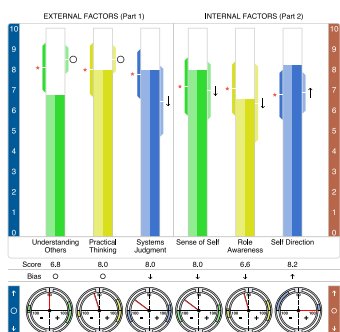 EXTERNAL FACTORS (Part 1) INTERNAL FACTORS (Part 2)
10 10
9 9
8 8
7 7
6 6
5 5
4 4
3 3
2 2
1 1
0 0
Understanding Others Practical Thinking Systems Judgment Sense of Self Role Awareness Self Direction
Score 6.8 8.0 8.0 8.0 6.6 8.2
Bias